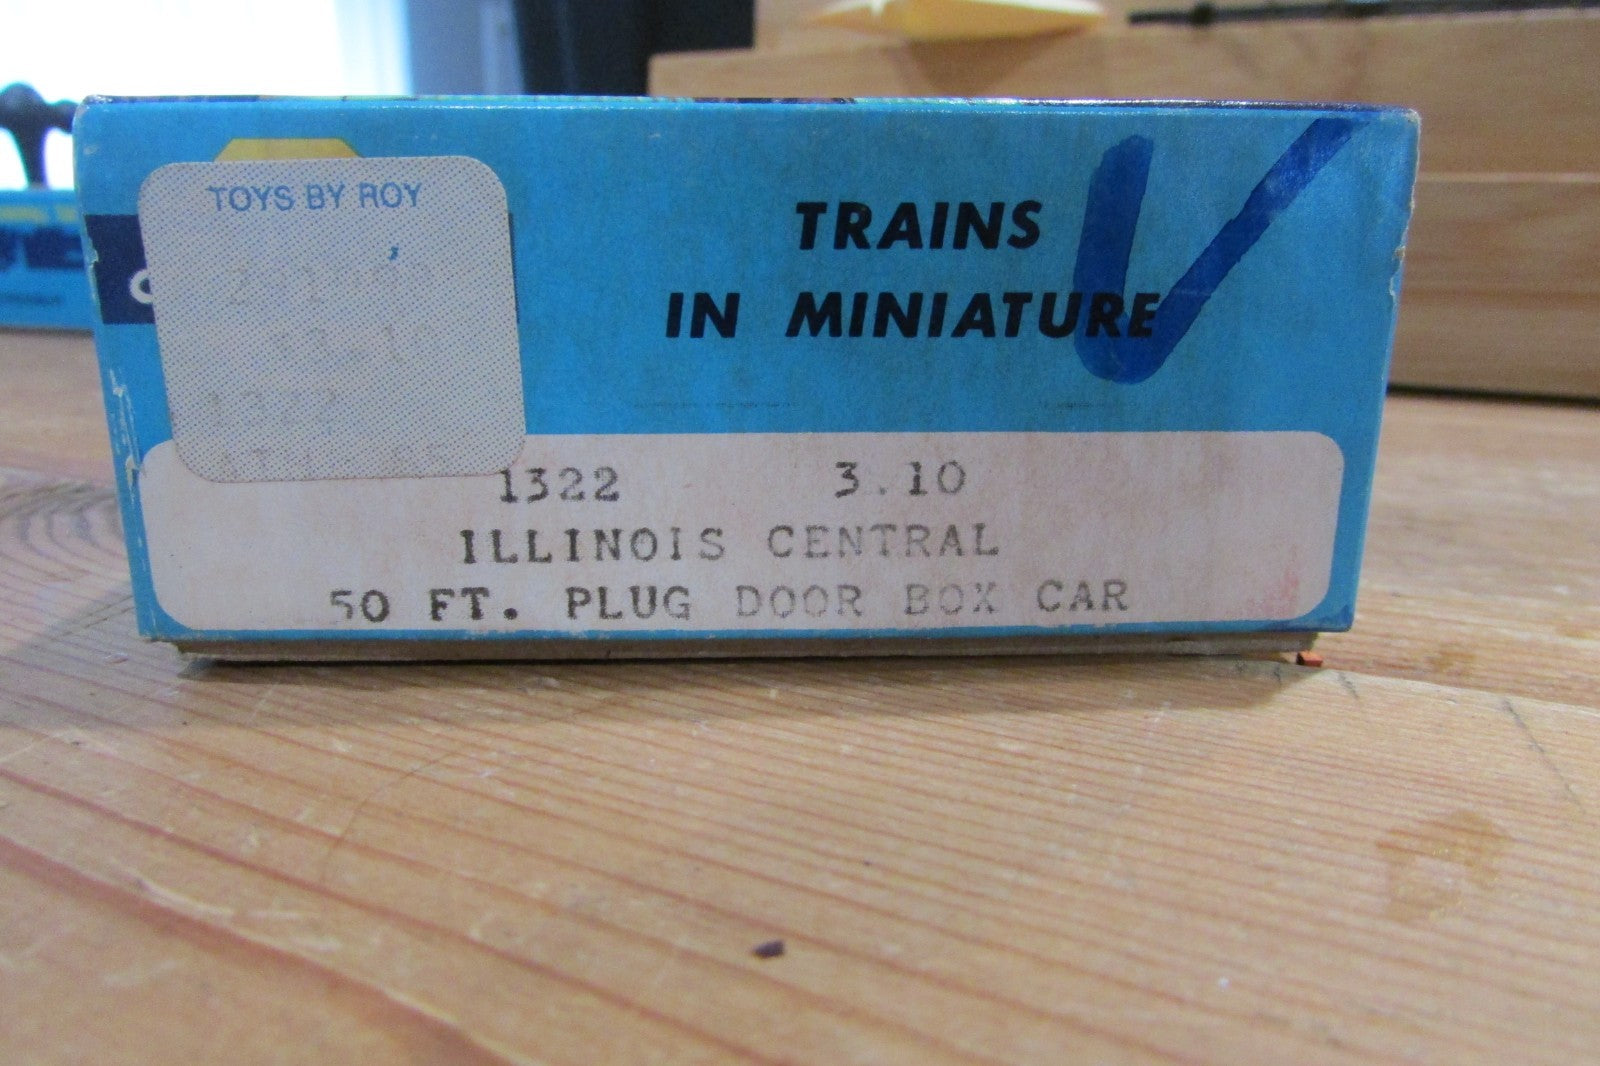 TOYS BY ROY
TRAINS
IN MINIATURE
1322 3.10
ILLINOIS CENTRAL
50 FT. PLUG DOOR BOX CAR